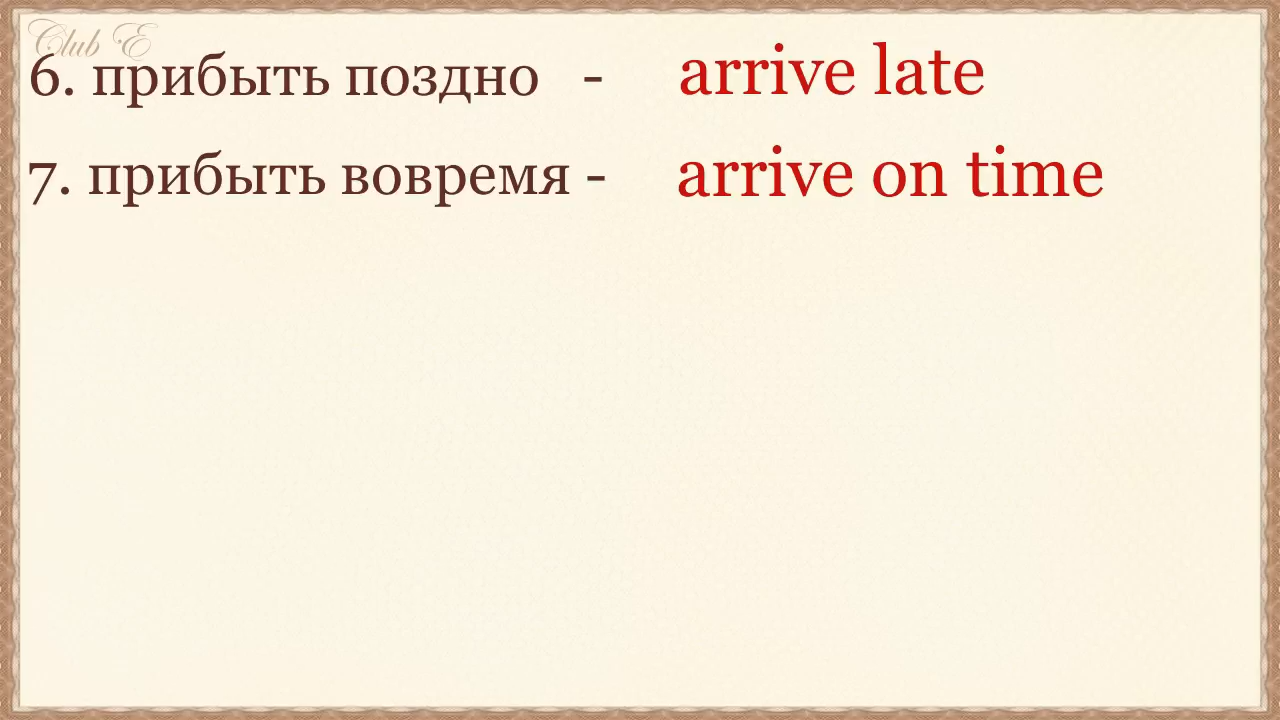 Club E
6. прибыть поздно - arrive late
7. прибыть вовремя - arrive on time